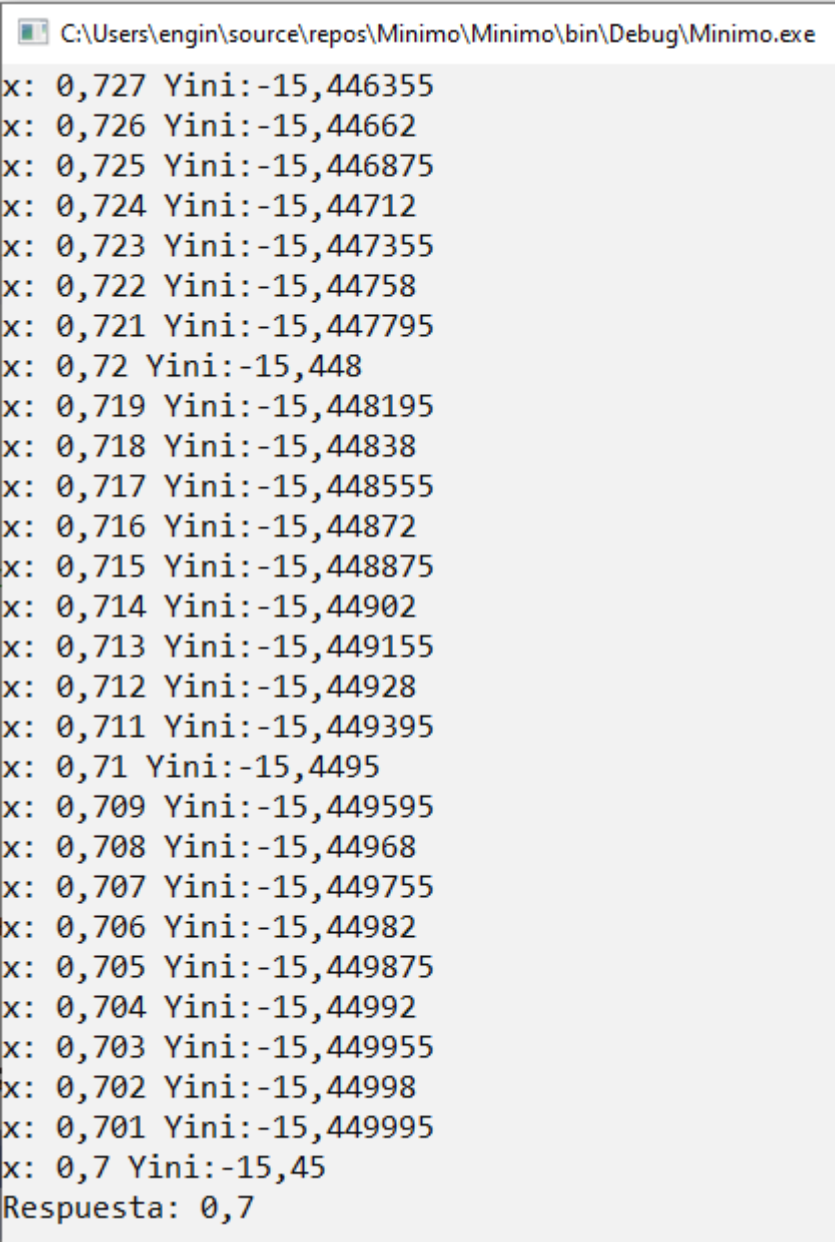 C:\Users\engin\source\repos\Minimo\Minimo\bin\Debug\Minimo.exe
x: 0,727 Yini:-15,446355
x: 0,726 Yini:-15,44662
x: 0,725 Yini:-15,446875
x: 0,724 Yini:-15,44712
x: 0,723 Yini:-15,447355
x: 0,722 Yini:-15,44758
x: 0,721 Yini:-15,447795
x: 0,72 Yini:-15,448
x: 0,719 Yini:-15,448195
x: 0,718 Yini:-15,44838
x: 0,717 Yini:-15,448555
x: 0,716 Yini:-15,44872
x: 0,715 Yini:-15,448875
x: 0,714 Yini:-15,44902
x: 0,713 Yini:-15,449155
x: 0,712 Yini:-15,44928
x: 0,711 Yini:-15,449395
x: 0,71 Yini:-15,4495
x: 0,709 Yini:-15,449595
x: 0,708 Yini:-15,44968
x: 0,707 Yini:-15,449755
x: 0,706 Yini:-15,44982
x: 0,705 Yini:-15,449875
x: 0,704 Yini:-15,44992
x: 0,703 Yini:-15,449955
x: 0,702 Yini:-15,44998
x: 0,701 Yini:-15,449995
x: 0,7 Yini:-15,45
Respuesta: 0,7